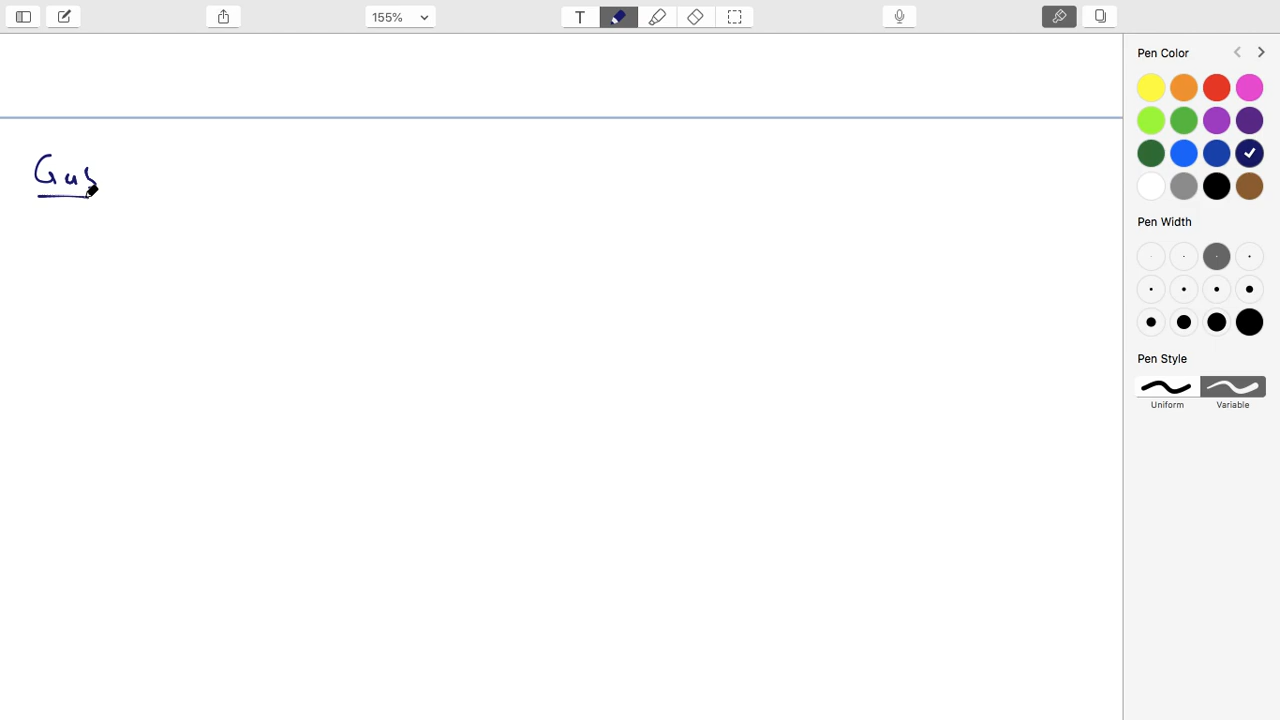 155%
T
Pen Color
Gus
Pen Width
Pen Style
Uniform Variable